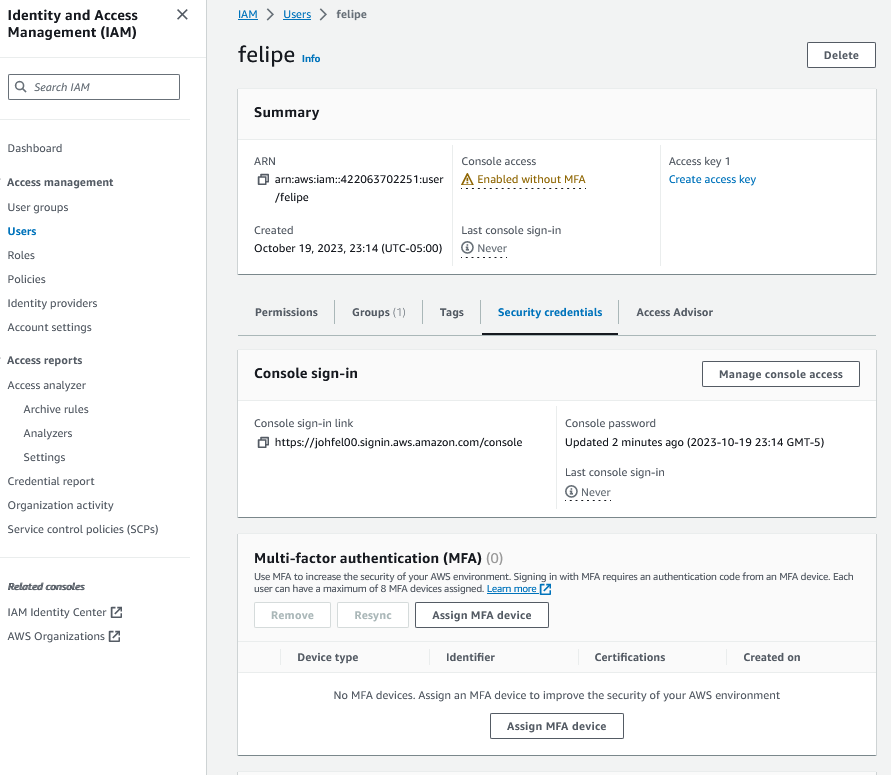 Identity and Access
Management (IAM)
Search IAM
Dashboard
Access management
User groups
Users
Roles
Policies
Identity providers
Account settings
Access reports
Access analyzer
Archive rules
Analyzers
Settings
Credential report
Organization activity
Service control policies (SCPs)
Related consoles
IAM Identity Center
AWS Organizations
IAM > Users > felipe
felipe Info
Delete
Summary
ARN
arn:aws:iam::422063702251:user
/felipe
Console access
Enabled without MFA
Access key 1
Create access key
Created
October 19, 2023, 23:14 (UTC-05:00)
Last console sign-in
Never
Permissions
Groups (1)
Tags
Security credentials
Access Advisor
Console sign-in
Manage console access
Console sign-in link
https://johfel00.signin.aws.amazon.com/console
Console password
Updated 2 minutes ago (2023-10-19 23:14 GMT-5)
Last console sign-in
Never
Multi-factor authentication (MFA) (0)
Use MFA to increase the security of your AWS environment. Signing in with MFA requires an authentication code from an MFA device. Each
user can have a maximum of 8 MFA devices assigned. Learn more
Remove
Resync
Assign MFA device
Device type
Identifier
Certifications
Created on
No MFA devices. Assign an MFA device to improve the security of your AWS environment
Assign MFA device